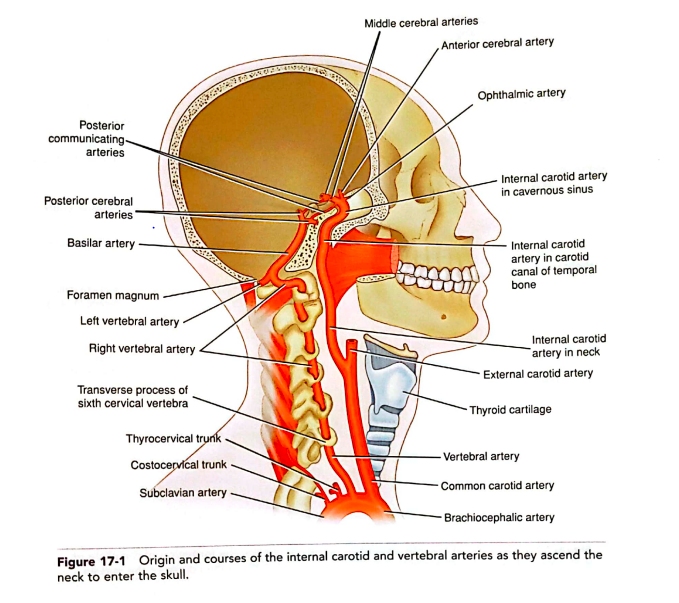 Middle cerebral arteries
Anterior cerebral artery
Ophthalmic artery
Posterior
communicating
arteries
Internal carotid artery
in cavernous sinus
Posterior cerebral
arteries
Basilar artery
Internal carotid
artery in carotid
canal of temporal
bone
Foramen magnum
Left vertebral artery
Right vertebral artery
Internal carotid
artery in neck
External carotid artery
Transverse process of
sixth cervical vertebra
Thyroid cartilage
Thyrocervical trunk
Vertebral artery
Costocervical trunk
Common carotid artery
Subclavian artery
Brachiocephalic artery
Figure 17-1 Origin and courses of the internal carotid and vertebral arteries as they ascend the
neck to enter the skull.